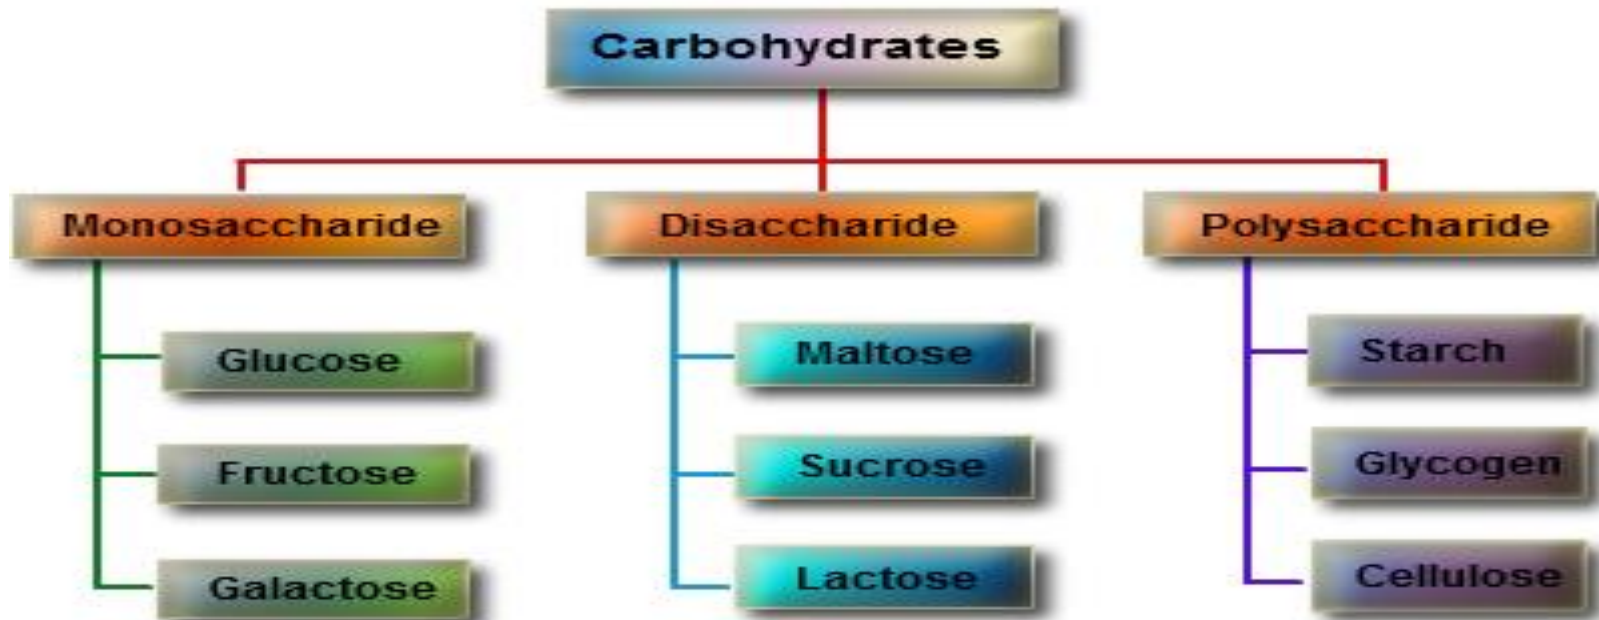 Carbohydrates
Monosaccharide
Glucose
Fructose
Galactose
Disaccharide
Maltose
Sucrose
Lactose
Polysaccharide
Starch
Glycogen
Cellulose